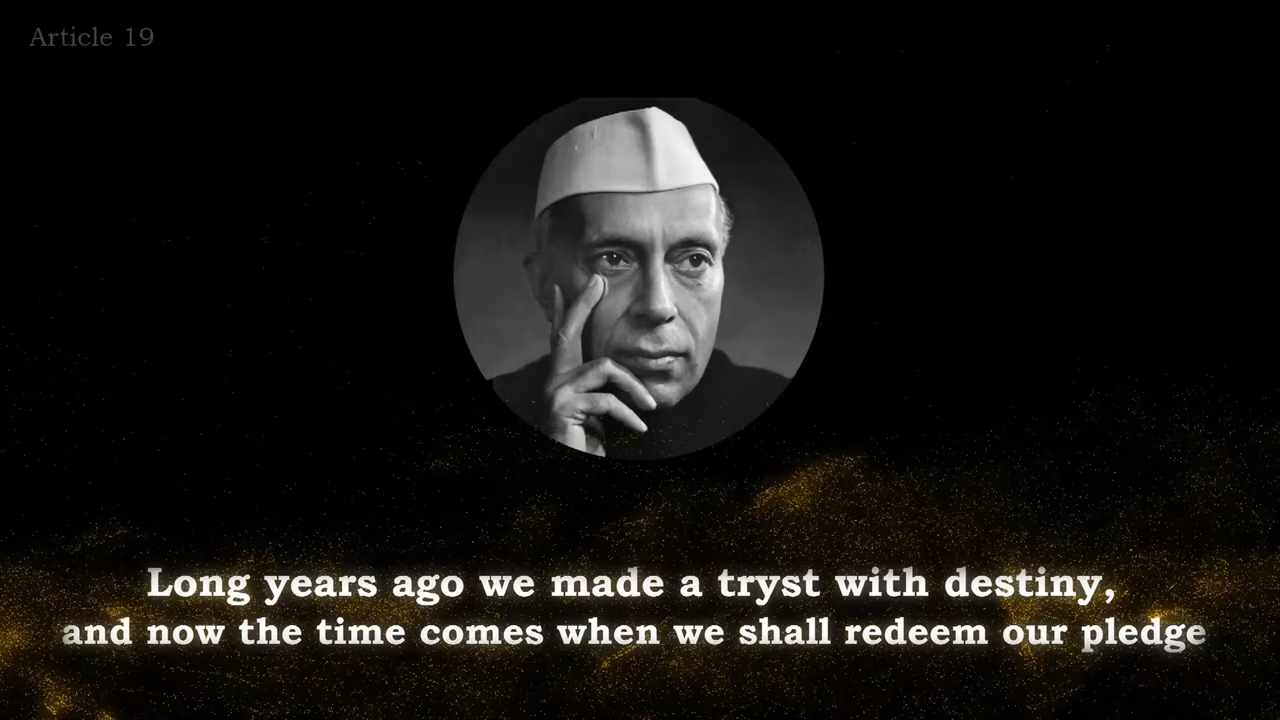 Article 19
Long years ago we made a tryst with destiny,
and now the time comes when we shall redeem our pledge